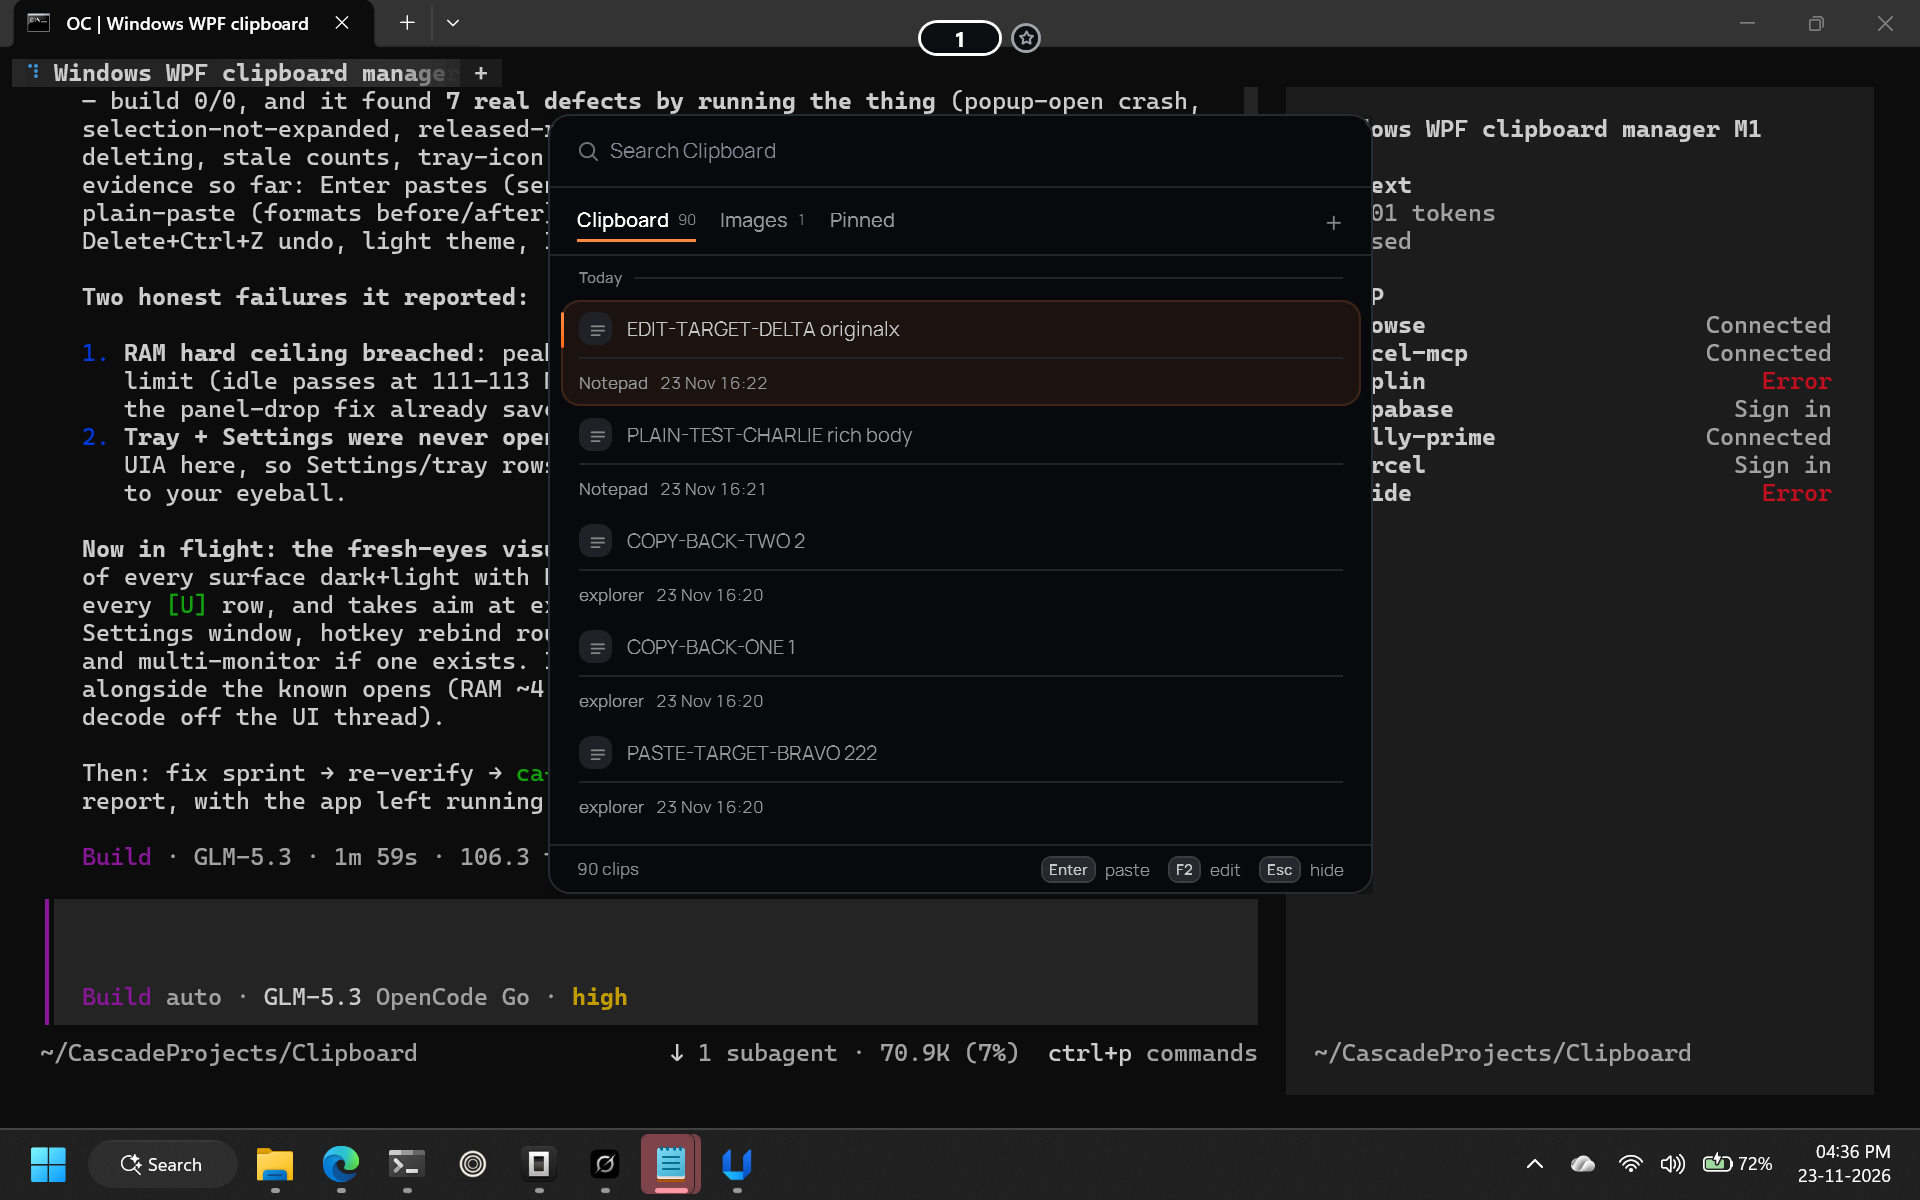 OC | Windows WPF clipboard
1
Windows WPF clipboard manager +
— build 0/0, and it found 7 real defects by running the thing (popup-open crash,
selection-not-expanded, released-
deleting, stale counts, tray-icon
evidence so far: Enter pastes (se
plain-paste (formats before/after
Delete+Ctrl+Z undo, light theme,
Two honest failures it reported:
1. RAM hard ceiling breached: pea
limit (idle passes at 111–113
the panel-drop fix already sav
2. Tray + Settings were never ope
UIA here, so Settings/tray row
to your eyeball.
Now in flight: the fresh-eyes vis
of every surface dark+light with
every [U] row, and takes aim at e
Settings window, hotkey rebind ro
and multi-monitor if one exists.
alongside the known opens (RAM ~4
decode off the UI thread).
Then: fix sprint → re-verify → ca
report, with the app left running
Build · GLM-5.3 · 1m 59s · 106.3
Search Clipboard
Clipboard 90 Images 1 Pinned +
Today
EDIT-TARGET-DELTA originalx
Notepad 23 Nov 16:22
PLAIN-TEST-CHARLIE rich body
Notepad 23 Nov 16:21
COPY-BACK-TWO 2
explorer 23 Nov 16:20
COPY-BACK-ONE 1
explorer 23 Nov 16:20
PASTE-TARGET-BRAVO 222
explorer 23 Nov 16:20
90 clips Enter paste F2 edit Esc hide
ows WPF clipboard manager M1
ext
01 tokens
sed
P
owse Connected
cel-mcp Connected
plin Error
pabase Sign in
lly-prime Connected
rcel Sign in
ide Error
Build auto · GLM-5.3 OpenCode Go · high
~/CascadeProjects/Clipboard ↓ 1 subagent · 70.9K (7%) ctrl+p commands
~/CascadeProjects/Clipboard
Search
72%
04:36 PM
23-11-2026